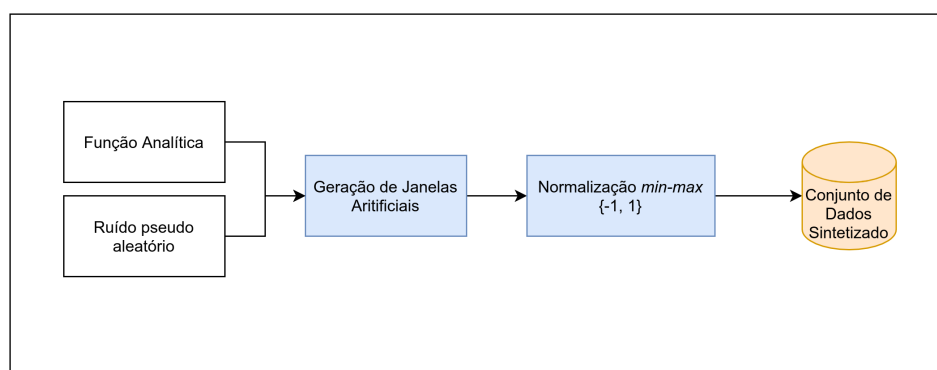 Função Analítica
Ruído pseudo
aleatório
Geração de Janelas
Aritificiais
Normalização min-max
{-1, 1}
Conjunto de
Dados
Sintetizado